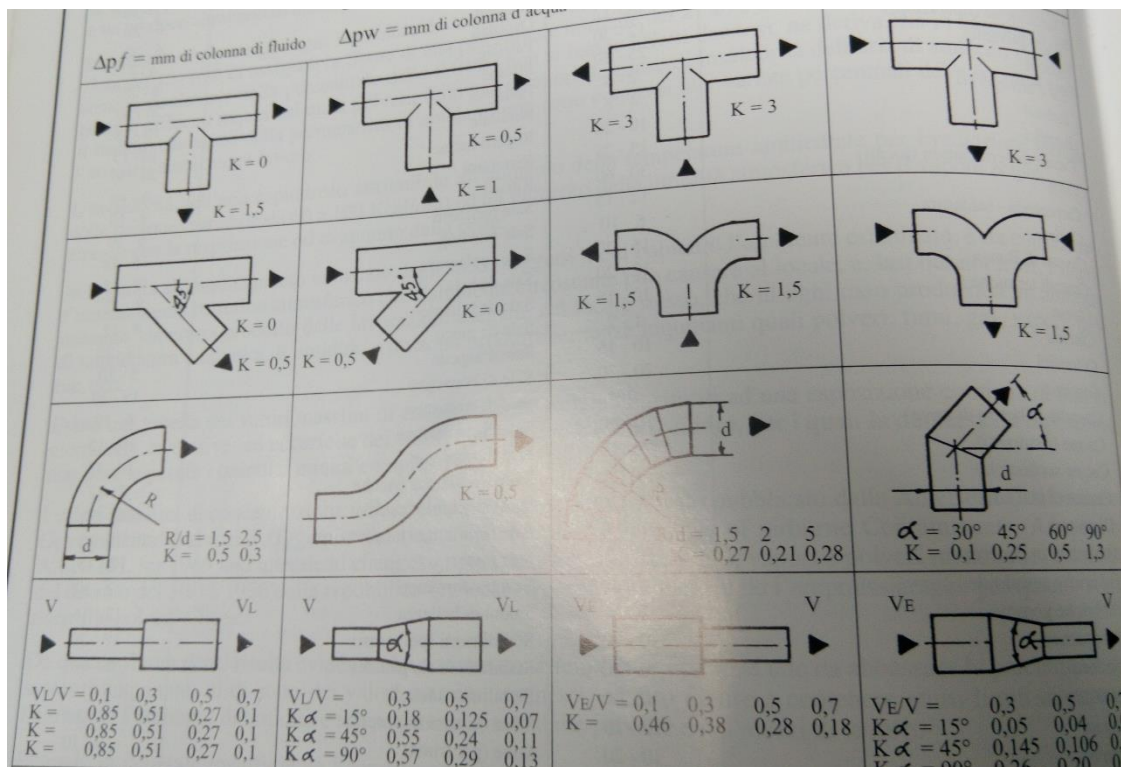 Δpf = mm di colonna di fluido
Δpw = mm di colonna d'acqua
K = 0
K = 1,5
K = 0,5
K = 1
K = 3
K = 3
K = 3
45°
K = 0
K = 0,5
45°
K = 0
K = 0,5
K = 1,5
K = 1,5
K = 1,5
R
d
R/d = 1,5 2,5
K = 0,5 0,3
K = 0,5
d
R/d = 1,5 2 5
= 0,27 0,21 0,28
α
d
α = 30° 45° 60° 90°
K = 0,1 0,25 0,5 1,3
V VL
VL/V = 0,1 0,3 0,5 0,7
K = 0,85 0,51 0,27 0,1
K = 0,85 0,51 0,27 0,1
K = 0,85 0,51 0,27 0,1
V VL
α
VL/V = 0,3 0,5 0,7
K α = 15° 0,18 0,125 0,07
K α = 45° 0,55 0,24 0,11
K α = 90° 0,57 0,29 0,13
VE V
VE/V = 0,1 0,3 0,5 0,7
K = 0,46 0,38 0,28 0,18
VE V
α
VE/V = 0,3 0,5
K α = 15° 0,05 0,04
K α = 45° 0,145 0,106
K α = 90° 0,26 0,20